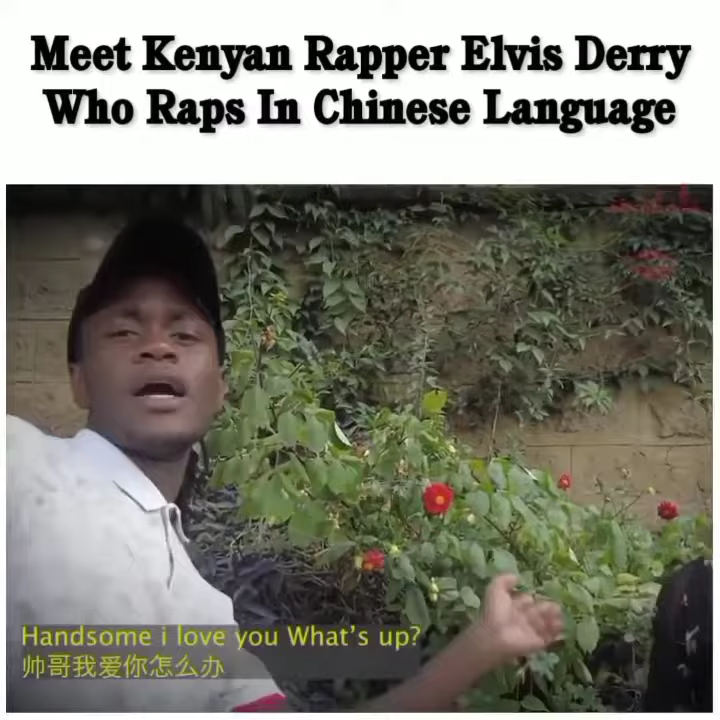 Meet Kenyan Rapper Elvis Derry
Who Raps In Chinese Language
Handsome i love you What's up?
帅哥我爱你怎么办